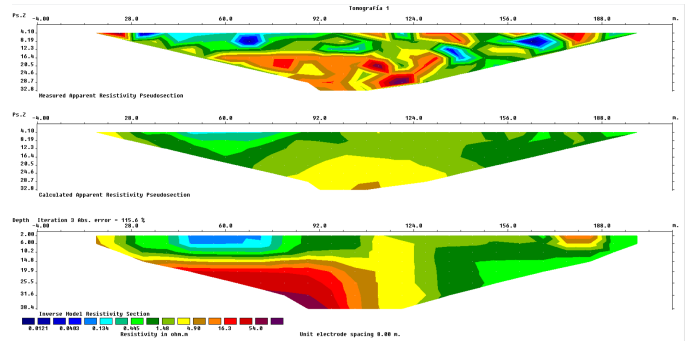 Tomografía 1
Ps.Z -4.00 28.0 60.0 92.0 124.0 156.0 188.0 m.
4.10
8.19
12.3
16.4
20.5
24.6
28.7
32.8
Measured Apparent Resistivity Pseudosection
Ps.Z -4.00 28.0 60.0 92.0 124.0 156.0 188.0 m.
4.10
8.19
12.3
16.4
20.5
24.6
28.7
32.8
Calculated Apparent Resistivity Pseudosection
Depth Iteration 3 Abs. error = 115.6 %
-4.00 28.0 60.0 92.0 124.0 156.0 188.0 m.
2.00
6.00
10.2
14.8
19.9
25.5
31.6
38.4
Inverse Model Resistivity Section
0.0121 0.0403 0.134 0.445 1.48 4.90 16.3 54.0
Resistivity in ohm.m Unit electrode spacing 8.00 m.